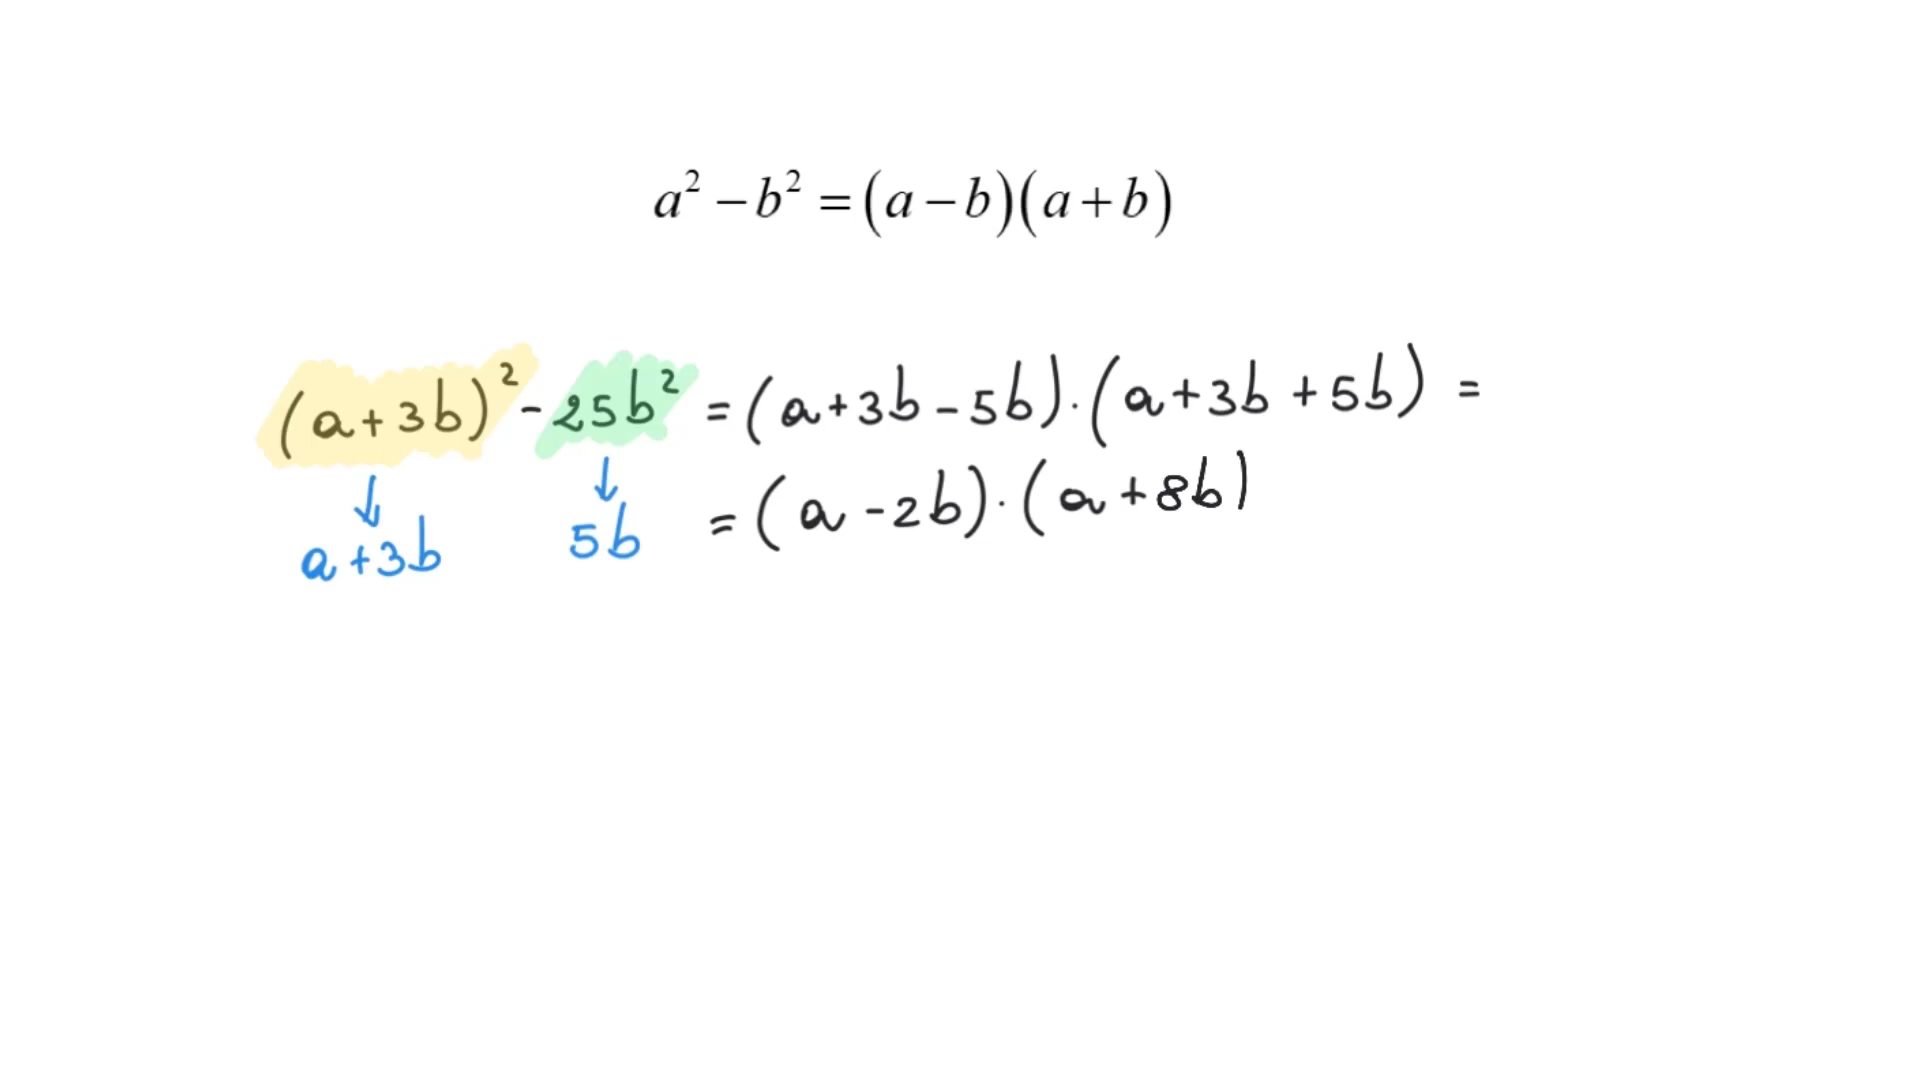 a² − b² = (a − b)(a + b)
(a + 3b)² - 25b² = (a + 3b - 5b) · (a + 3b + 5b) =
= (a - 2b) · (a + 8b)
a + 3b
5b